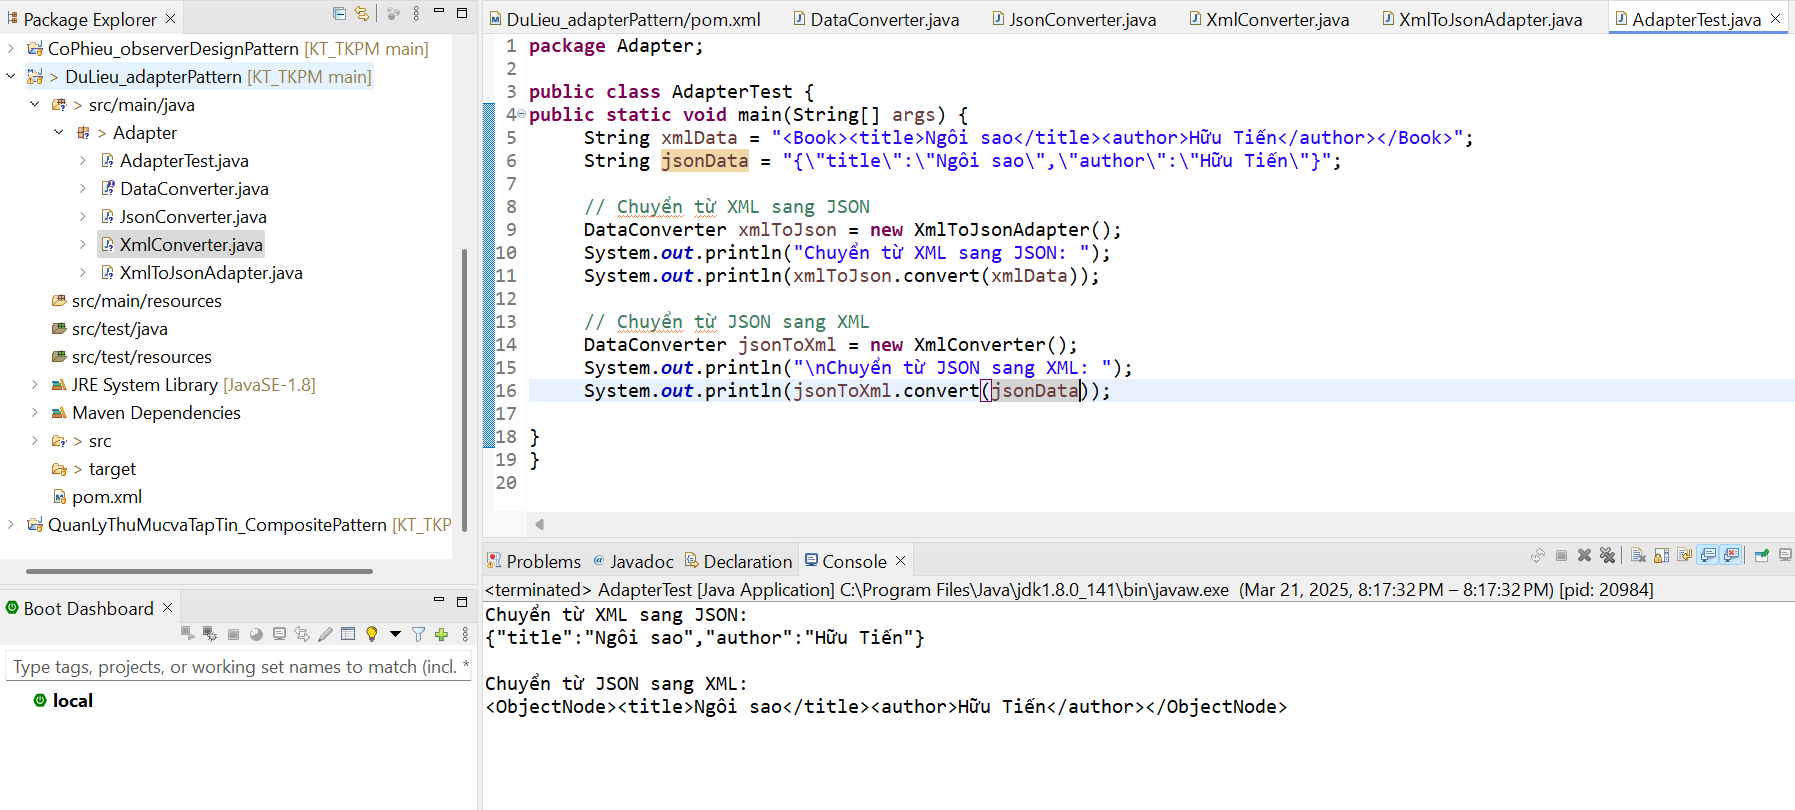 Package Explorer
CoPhieu_observerDesignPattern [KT_TKPM main]
> DuLieu_adapterPattern [KT_TKPM main]
> src/main/java
> Adapter
AdapterTest.java
DataConverter.java
JsonConverter.java
XmlConverter.java
XmlToJsonAdapter.java
src/main/resources
src/test/java
src/test/resources
JRE System Library [JavaSE-1.8]
Maven Dependencies
> src
> target
pom.xml
QuanLyThuMucvaTapTin_CompositePattern [KT_TKP
Boot Dashboard
Type tags, projects, or working set names to match (incl. *
local
DuLieu_adapterPattern/pom.xml
DataConverter.java
JsonConverter.java
XmlConverter.java
XmlToJsonAdapter.java
AdapterTest.java
1 package Adapter;
2
3 public class AdapterTest {
4 public static void main(String[] args) {
5 String xmlData = "<Book><title>Ngôi sao</title><author>Hữu Tiến</author></Book>";
6 String jsonData = "{\"title\":\"Ngôi sao\",\"author\":\"Hữu Tiến\"}";
7
8 // Chuyển từ XML sang JSON
9 DataConverter xmlToJson = new XmlToJsonAdapter();
10 System.out.println("Chuyển từ XML sang JSON: ");
11 System.out.println(xmlToJson.convert(xmlData));
12
13 // Chuyển từ JSON sang XML
14 DataConverter jsonToXml = new XmlConverter();
15 System.out.println("\nChuyển từ JSON sang XML: ");
16 System.out.println(jsonToXml.convert(jsonData));
17
18 }
19 }
20
Problems
Javadoc
Declaration
Console
<terminated> AdapterTest [Java Application] C:\Program Files\Java\jdk1.8.0_141\bin\javaw.exe (Mar 21, 2025, 8:17:32 PM – 8:17:32 PM) [pid: 20984]
Chuyển từ XML sang JSON:
{"title":"Ngôi sao","author":"Hữu Tiến"}
Chuyển từ JSON sang XML:
<ObjectNode><title>Ngôi sao</title><author>Hữu Tiến</author></ObjectNode>